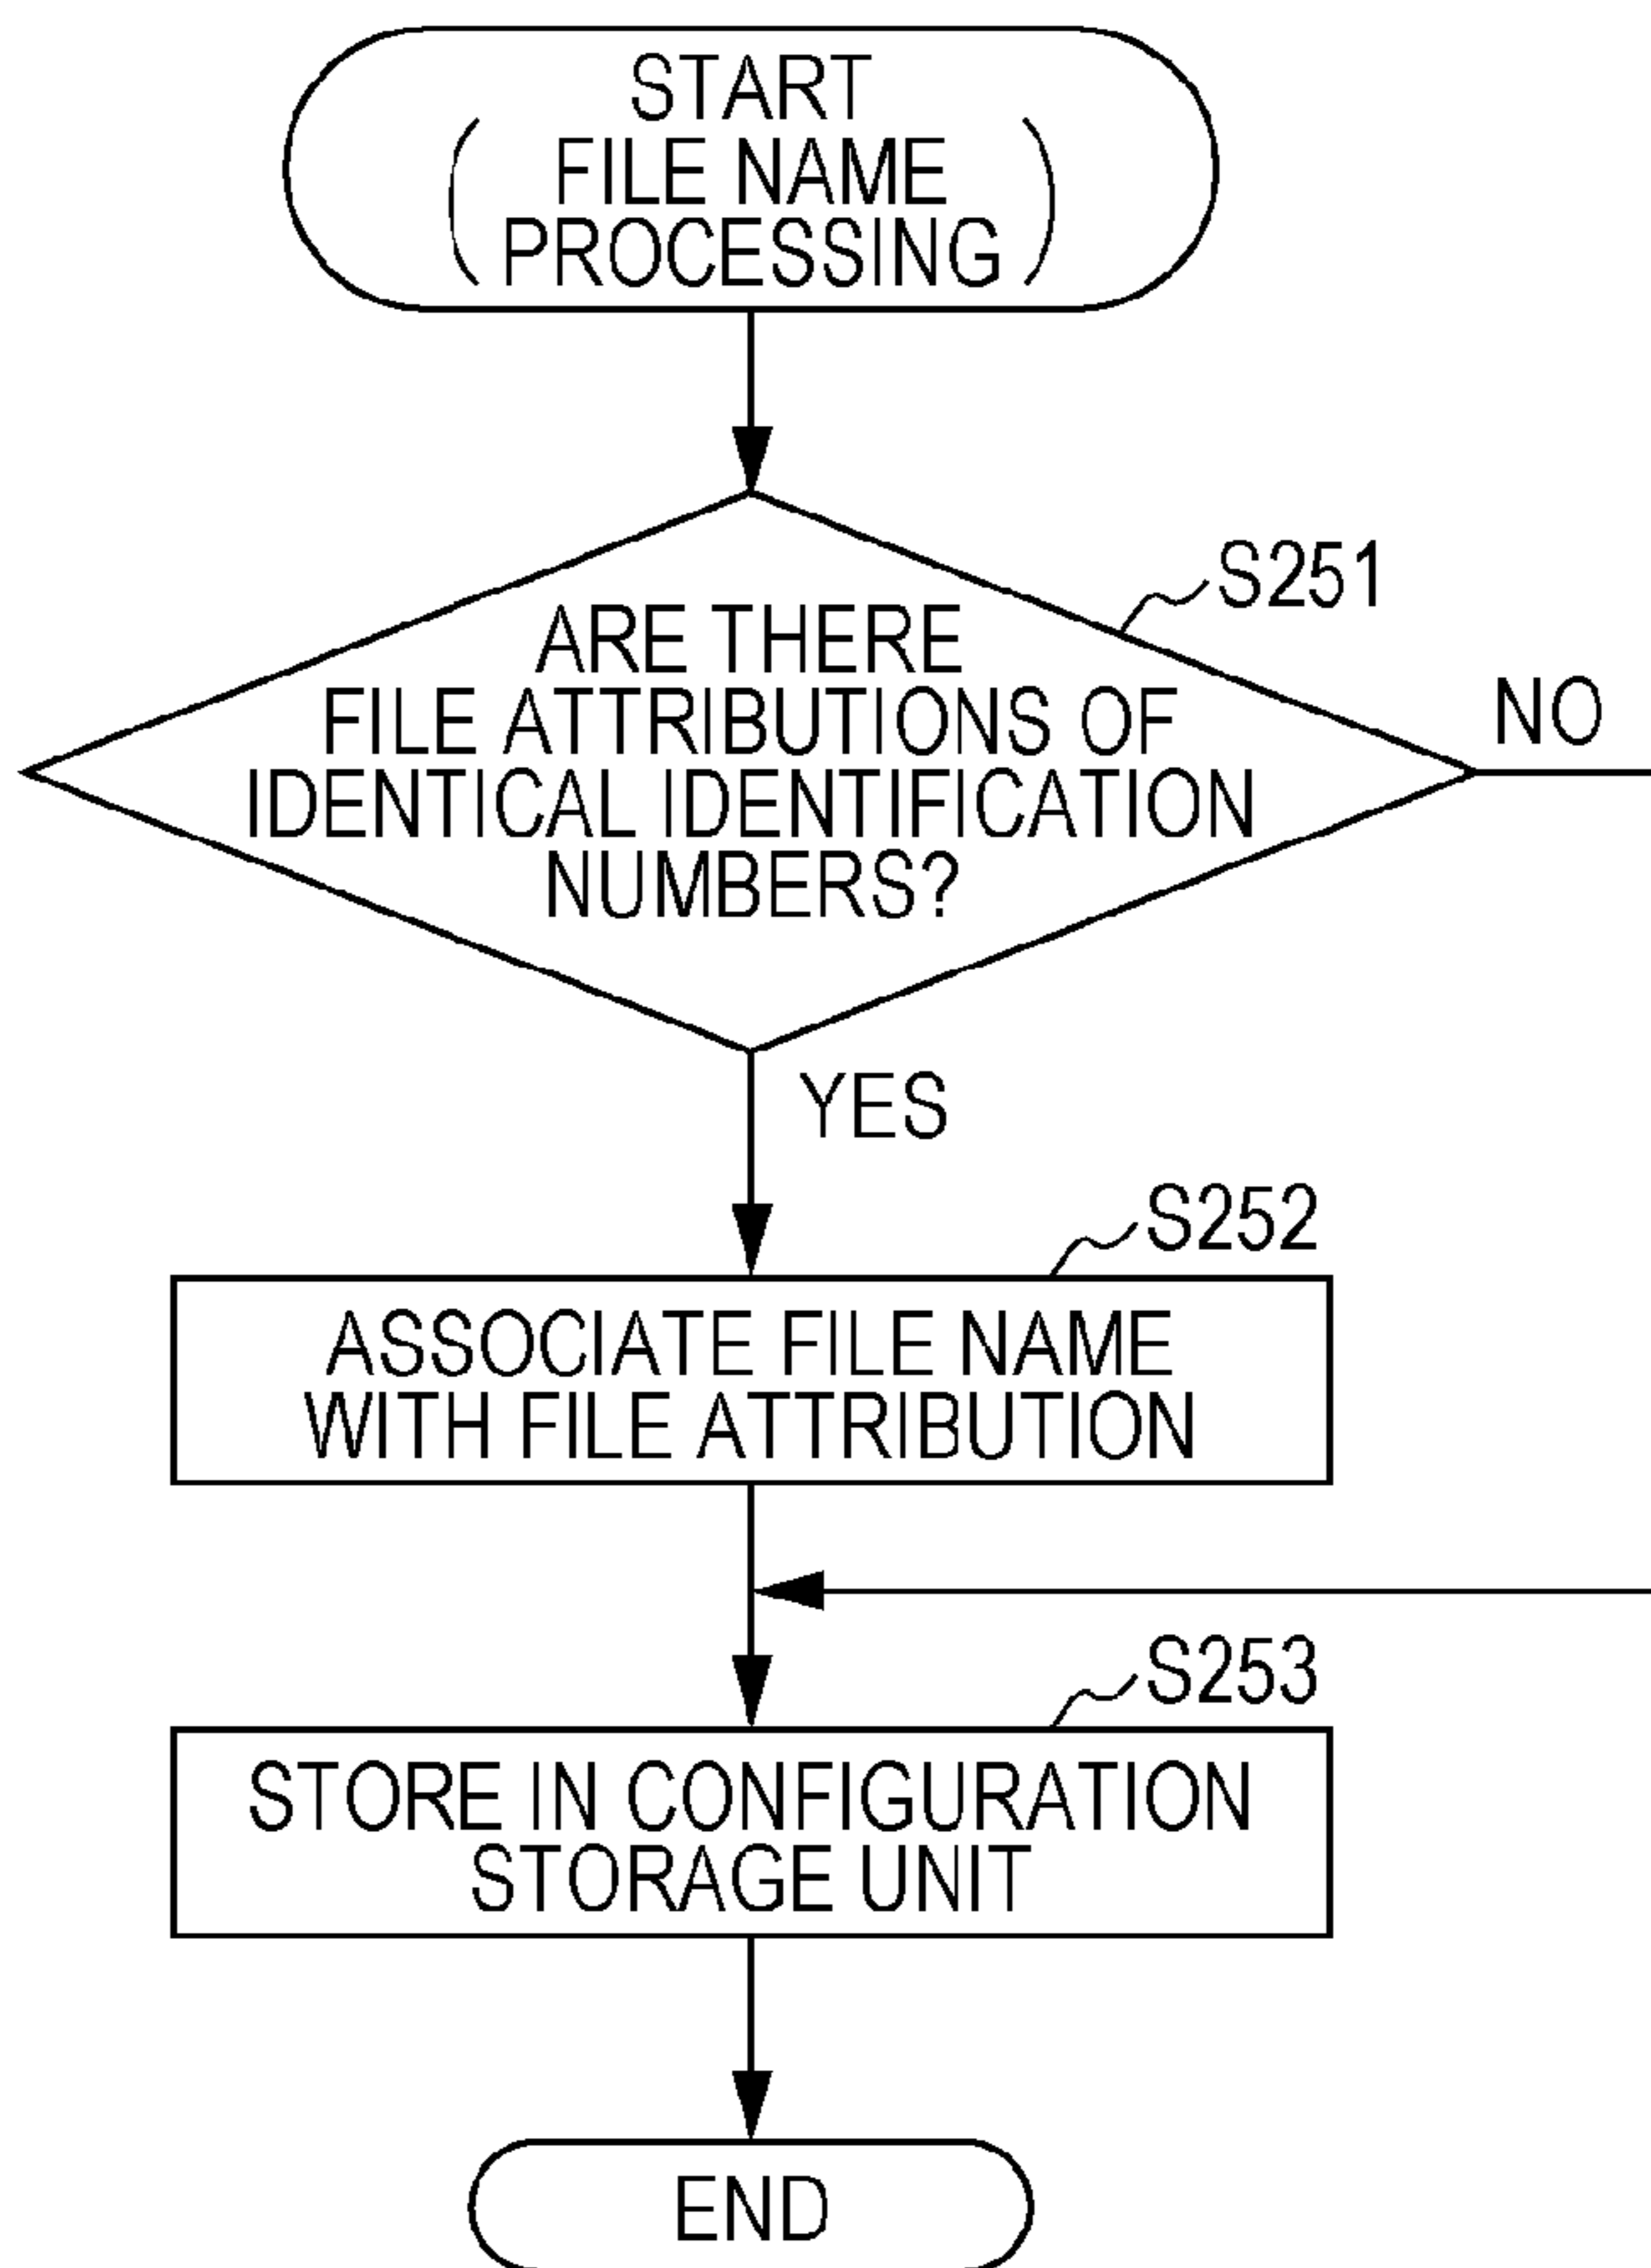 START
FILE NAME
PROCESSING
S251
ARE THERE
FILE ATTRIBUTIONS OF
IDENTICAL IDENTIFICATION
NUMBERS?
NO
YES
S252
ASSOCIATE FILE NAME
WITH FILE ATTRIBUTION
S253
STORE IN CONFIGURATION
STORAGE UNIT
END